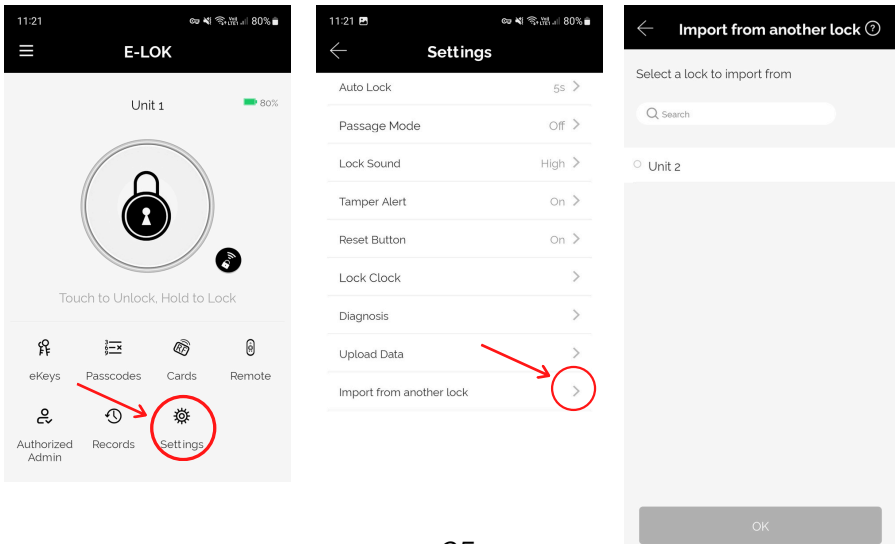 11:21
80%
E-LOK
Unit 1
80%
Touch to Unlock, Hold to Lock
eKeys
Passcodes
Cards
Remote
RF
Authorized
Admin
Records
Settings
11:21
80%
Settings
Auto Lock
5s
Passage Mode
Off
Lock Sound
High
Tamper Alert
On
Reset Button
On
Lock Clock
Diagnosis
Upload Data
Import from another lock
Import from another lock ?
Select a lock to import from
Search
Unit 2
OK